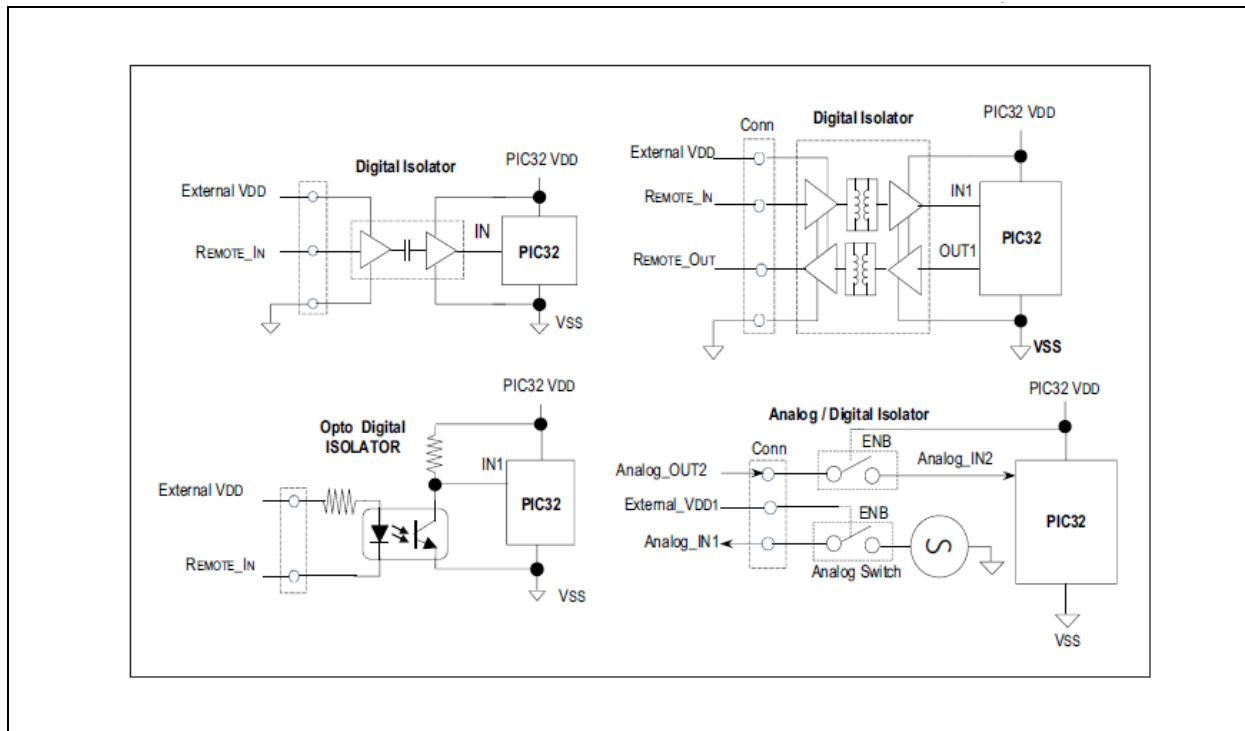 Digital Isolator
PIC32 VDD
External VDD
REMOTE_IN
IN
PIC32
VSS
Conn
Digital Isolator
PIC32 VDD
External VDD
REMOTE_IN
REMOTE_OUT
IN1
OUT1
PIC32
VSS
PIC32 VDD
Opto Digital
ISOLATOR
IN1
External VDD
PIC32
REMOTE_IN
VSS
PIC32 VDD
Analog / Digital Isolator
Conn
ENB
Analog_OUT2
Analog_IN2
External_VDD1
ENB
PIC32
Analog_IN1
S
Analog Switch
VSS